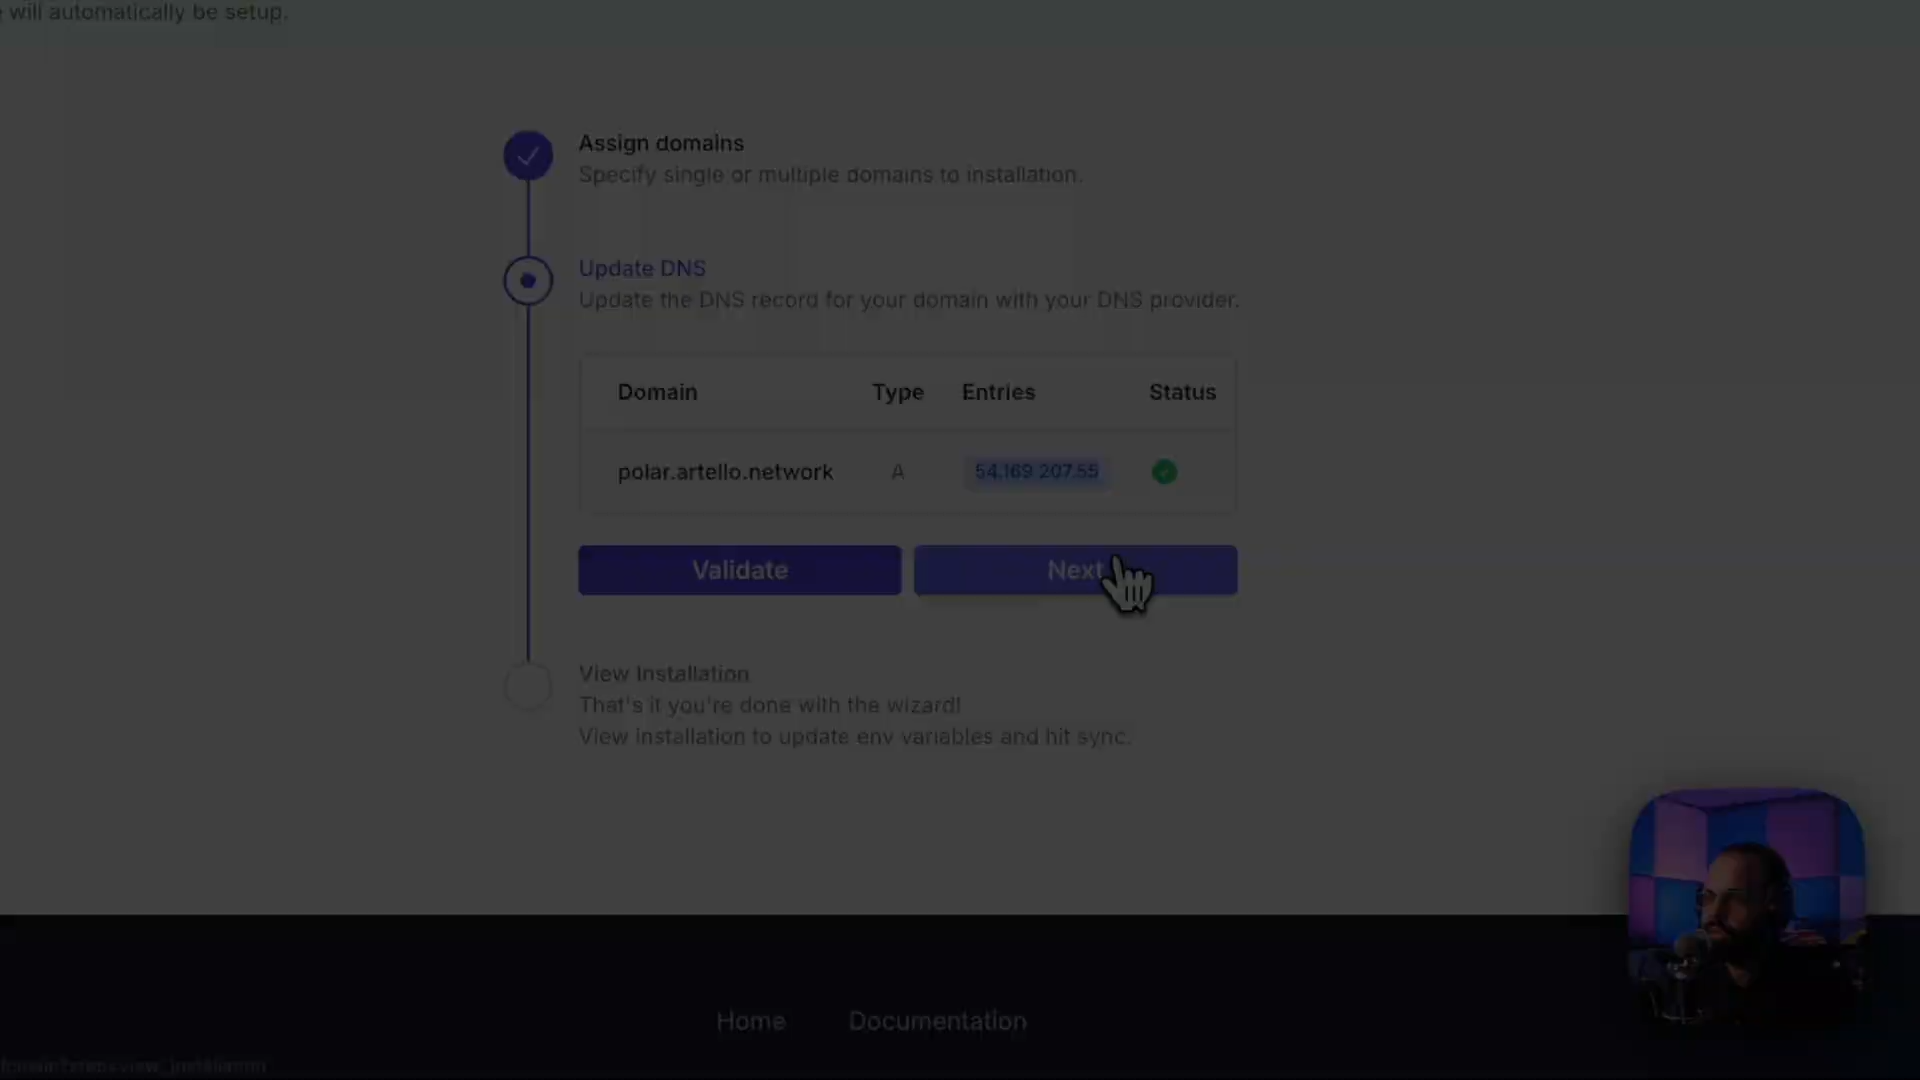 will automatically be setup.
Assign domains
Specify single or multiple domains to installation.
Update DNS
Update the DNS record for your domain with your DNS provider.
Domain Type Entries Status
polar.artello.network A 54.169.207.55
Validate Next
View Installation
That's it you're done with the wizard!
View installation to update env variables and hit sync.
Home Documentation